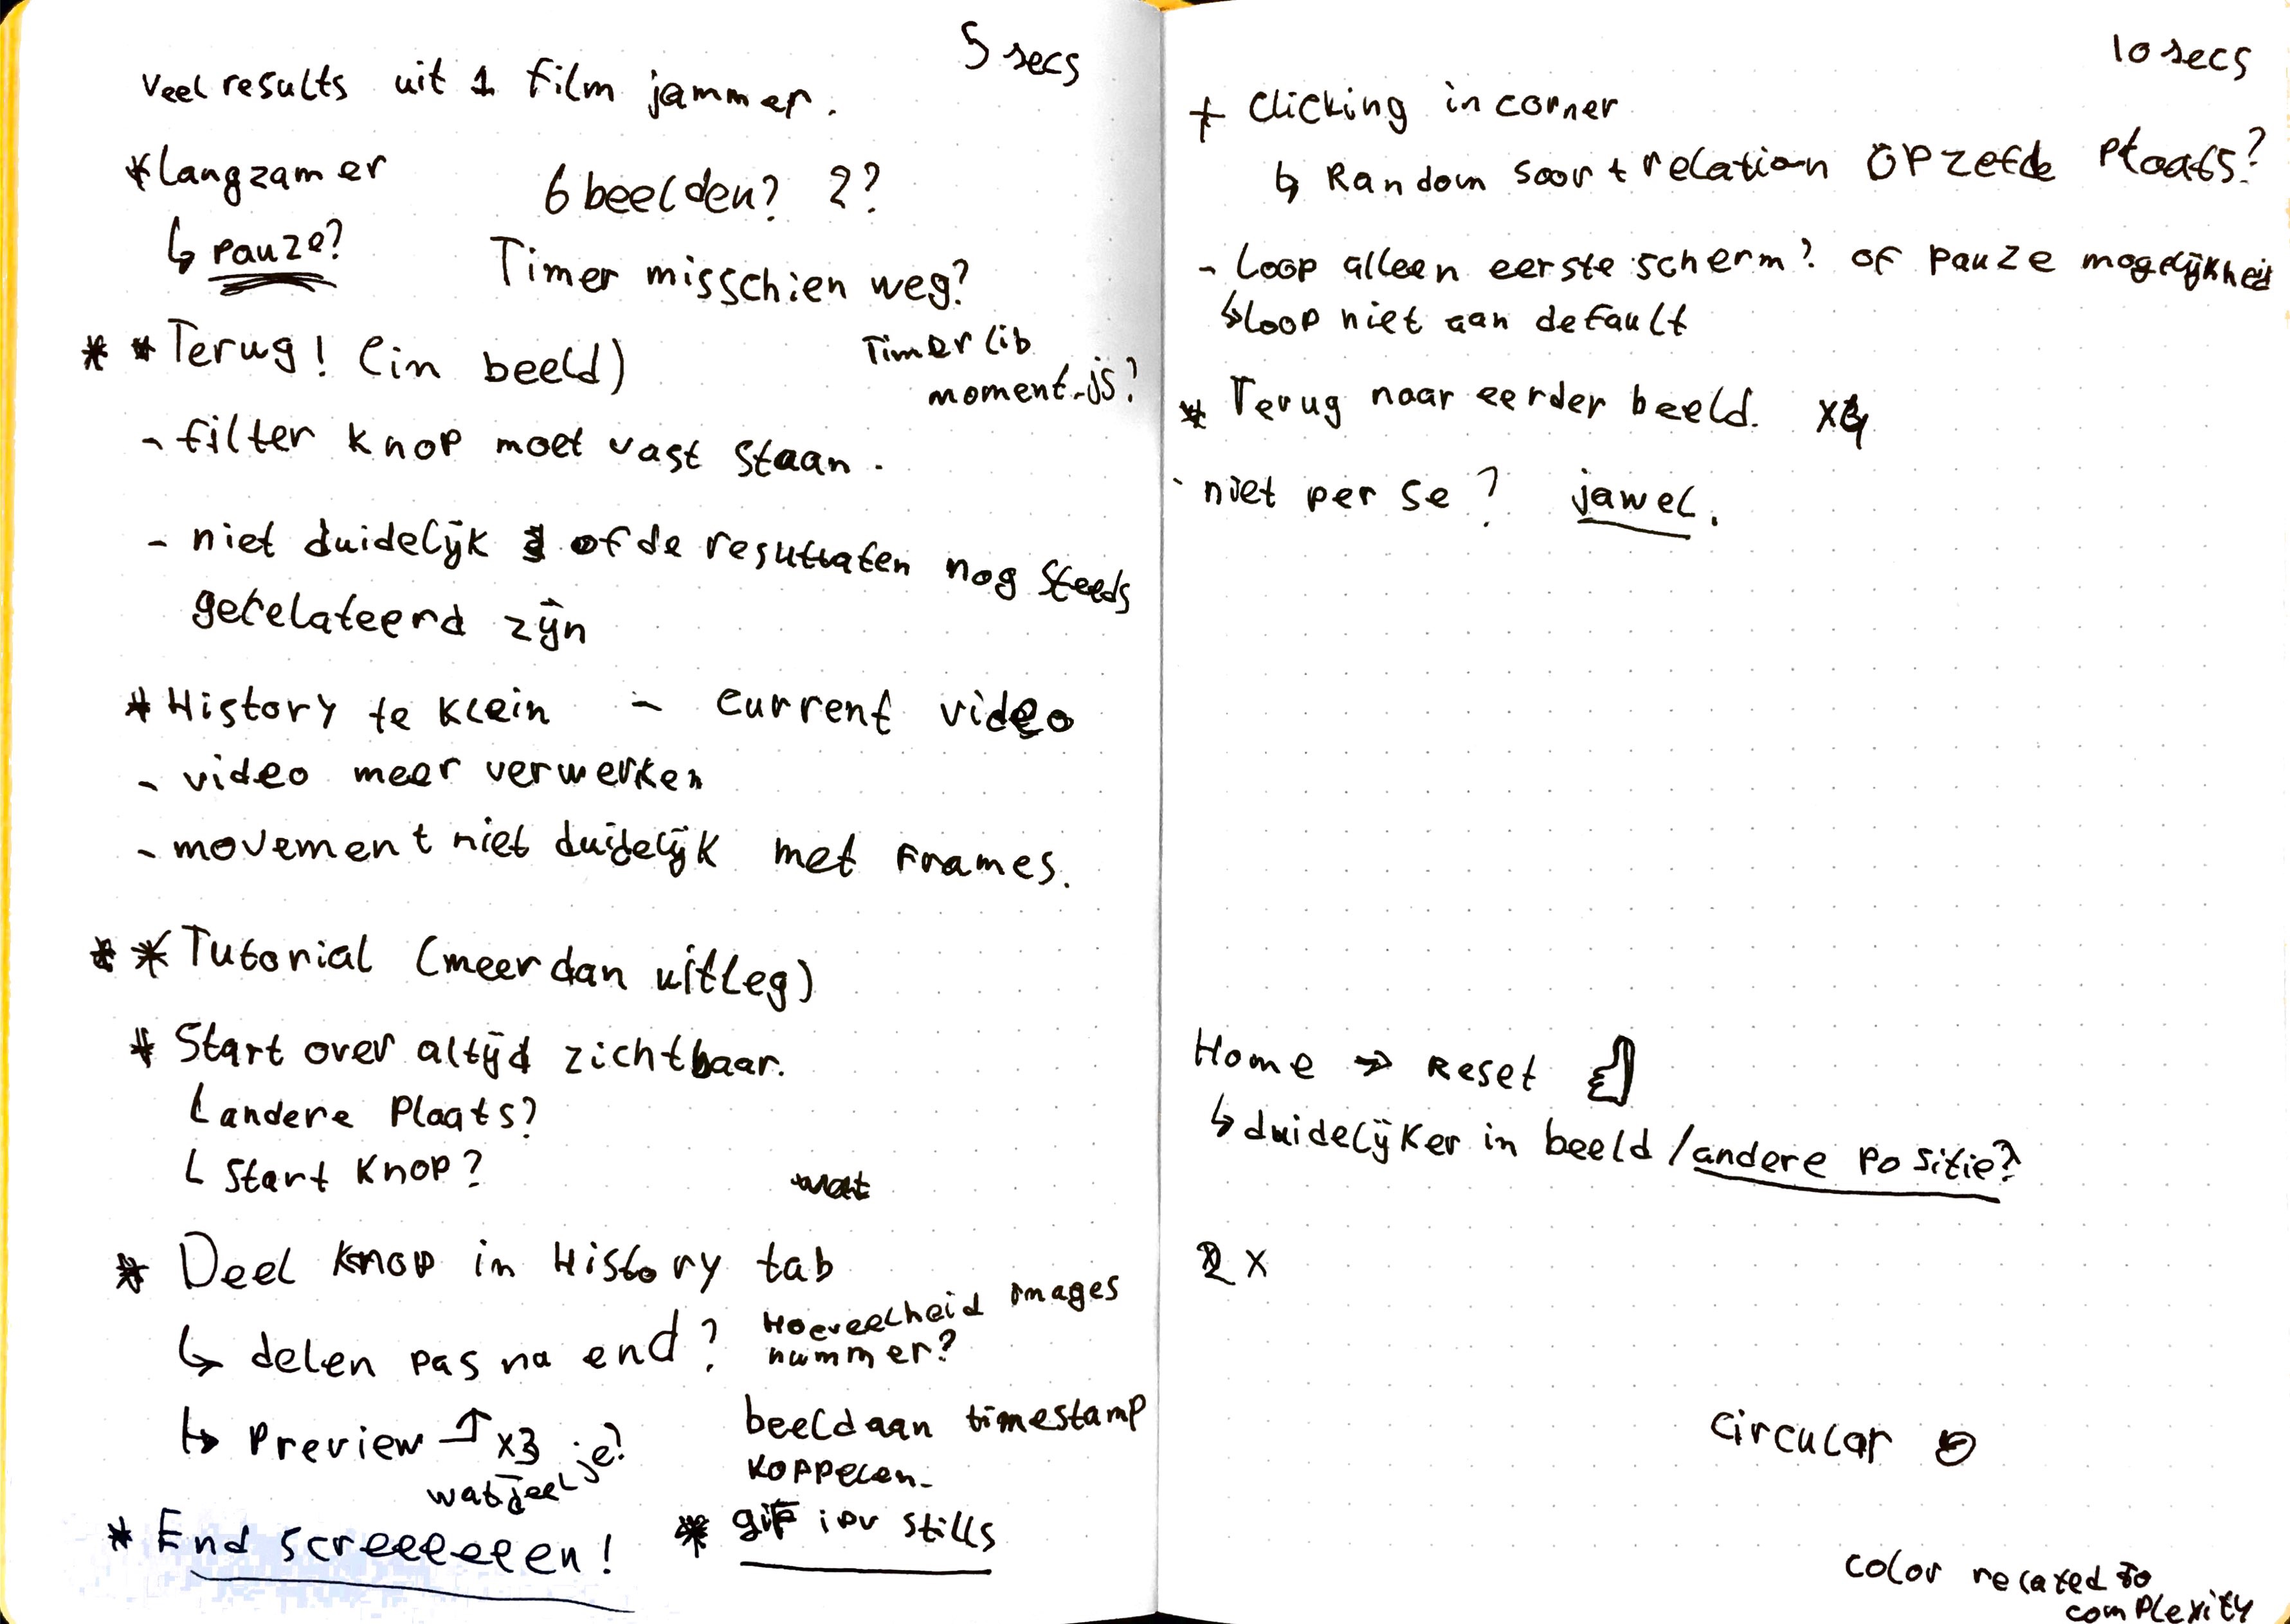 5 secs
Veel results uit 1 film jammer.
* langzamer
6 beelden? 2?
↳ pauze?
Timer misschien weg?
* * Terug! (in beeld)
Timer lib
moment.js?
- filter knop moet vast staan.
- niet duidelijk of de resultaten nog steeds
gerelateerd zijn
* History te klein - current video
- video meer verwerken
- movement niet duidelijk met frames.
* * Tutorial (meer dan uitleg)
* Start over altijd zichtbaar.
L andere plaats?
L Start knop?
wat
* Deel knop in History tab
↳ delen pas na end?
Hoeveelheid images
nummer?
↳ Preview ↑ x3
wat deel je?
beeld aan timestamp
koppelen.
* End screeeeeen!
* gif ipv stills
10 secs
+ Clicking in corner
↳ Random soort relation op zefde plaats?
- Loop alleen eerste scherm? of pauze mogelijkheid
↳ loop niet aan default
* Terug naar eerder beeld. x4
- niet per se? jawel.
Home → Reset
↳ duidelijker in beeld / andere positie?
2 x
Circular
color related to
complexity